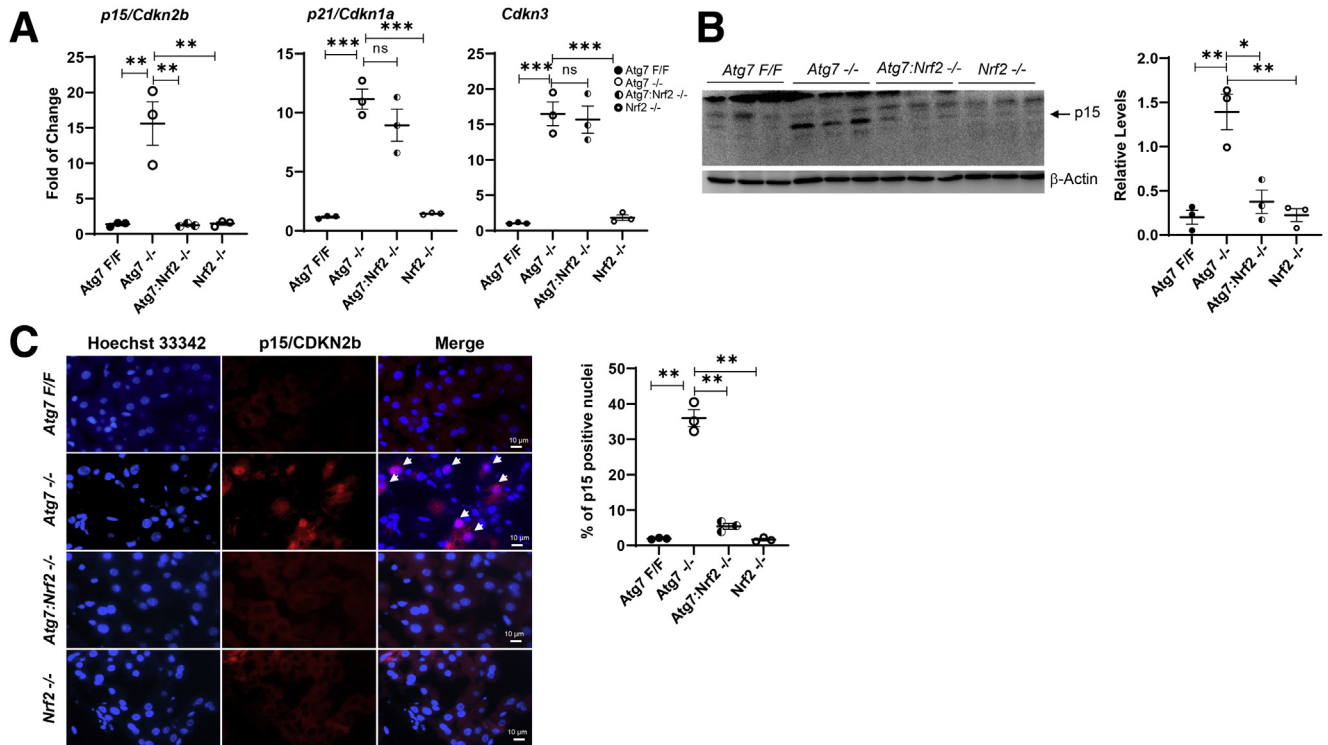 A
p15/Cdkn2b
p21/Cdkn1a
Cdkn3
Fold of Change
25
20
15
10
5
0
** ** **
Atg7 F/F
Atg7 -/-
Atg7:Nrf2 -/-
Nrf2 -/-
15
10
5
0
*** ns ***
Atg7 F/F
Atg7 -/-
Atg7:Nrf2 -/-
Nrf2 -/-
25
20
15
10
5
0
*** ns ***
Atg7 F/F
Atg7 -/-
Atg7:Nrf2 -/-
Nrf2 -/-
Atg7 F/F
Atg7 -/-
Atg7:Nrf2 -/-
Nrf2 -/-
B
Atg7 F/F Atg7 -/- Atg7:Nrf2 -/- Nrf2 -/-
p15
β-Actin
Relative Levels
2.0
1.5
1.0
0.5
0.0
** * **
Atg7 F/F
Atg7 -/-
Atg7:Nrf2 -/-
Nrf2 -/-
C
Hoechst 33342 p15/CDKN2b Merge
Atg7 F/F
10 µm
Atg7 -/-
10 µm
Atg7:Nrf2 -/-
10 µm
Nrf2 -/-
10 µm
% of p15 positive nuclei
50
40
30
20
10
0
** ** **
Atg7 F/F
Atg7 -/-
Atg7:Nrf2 -/-
Nrf2 -/-